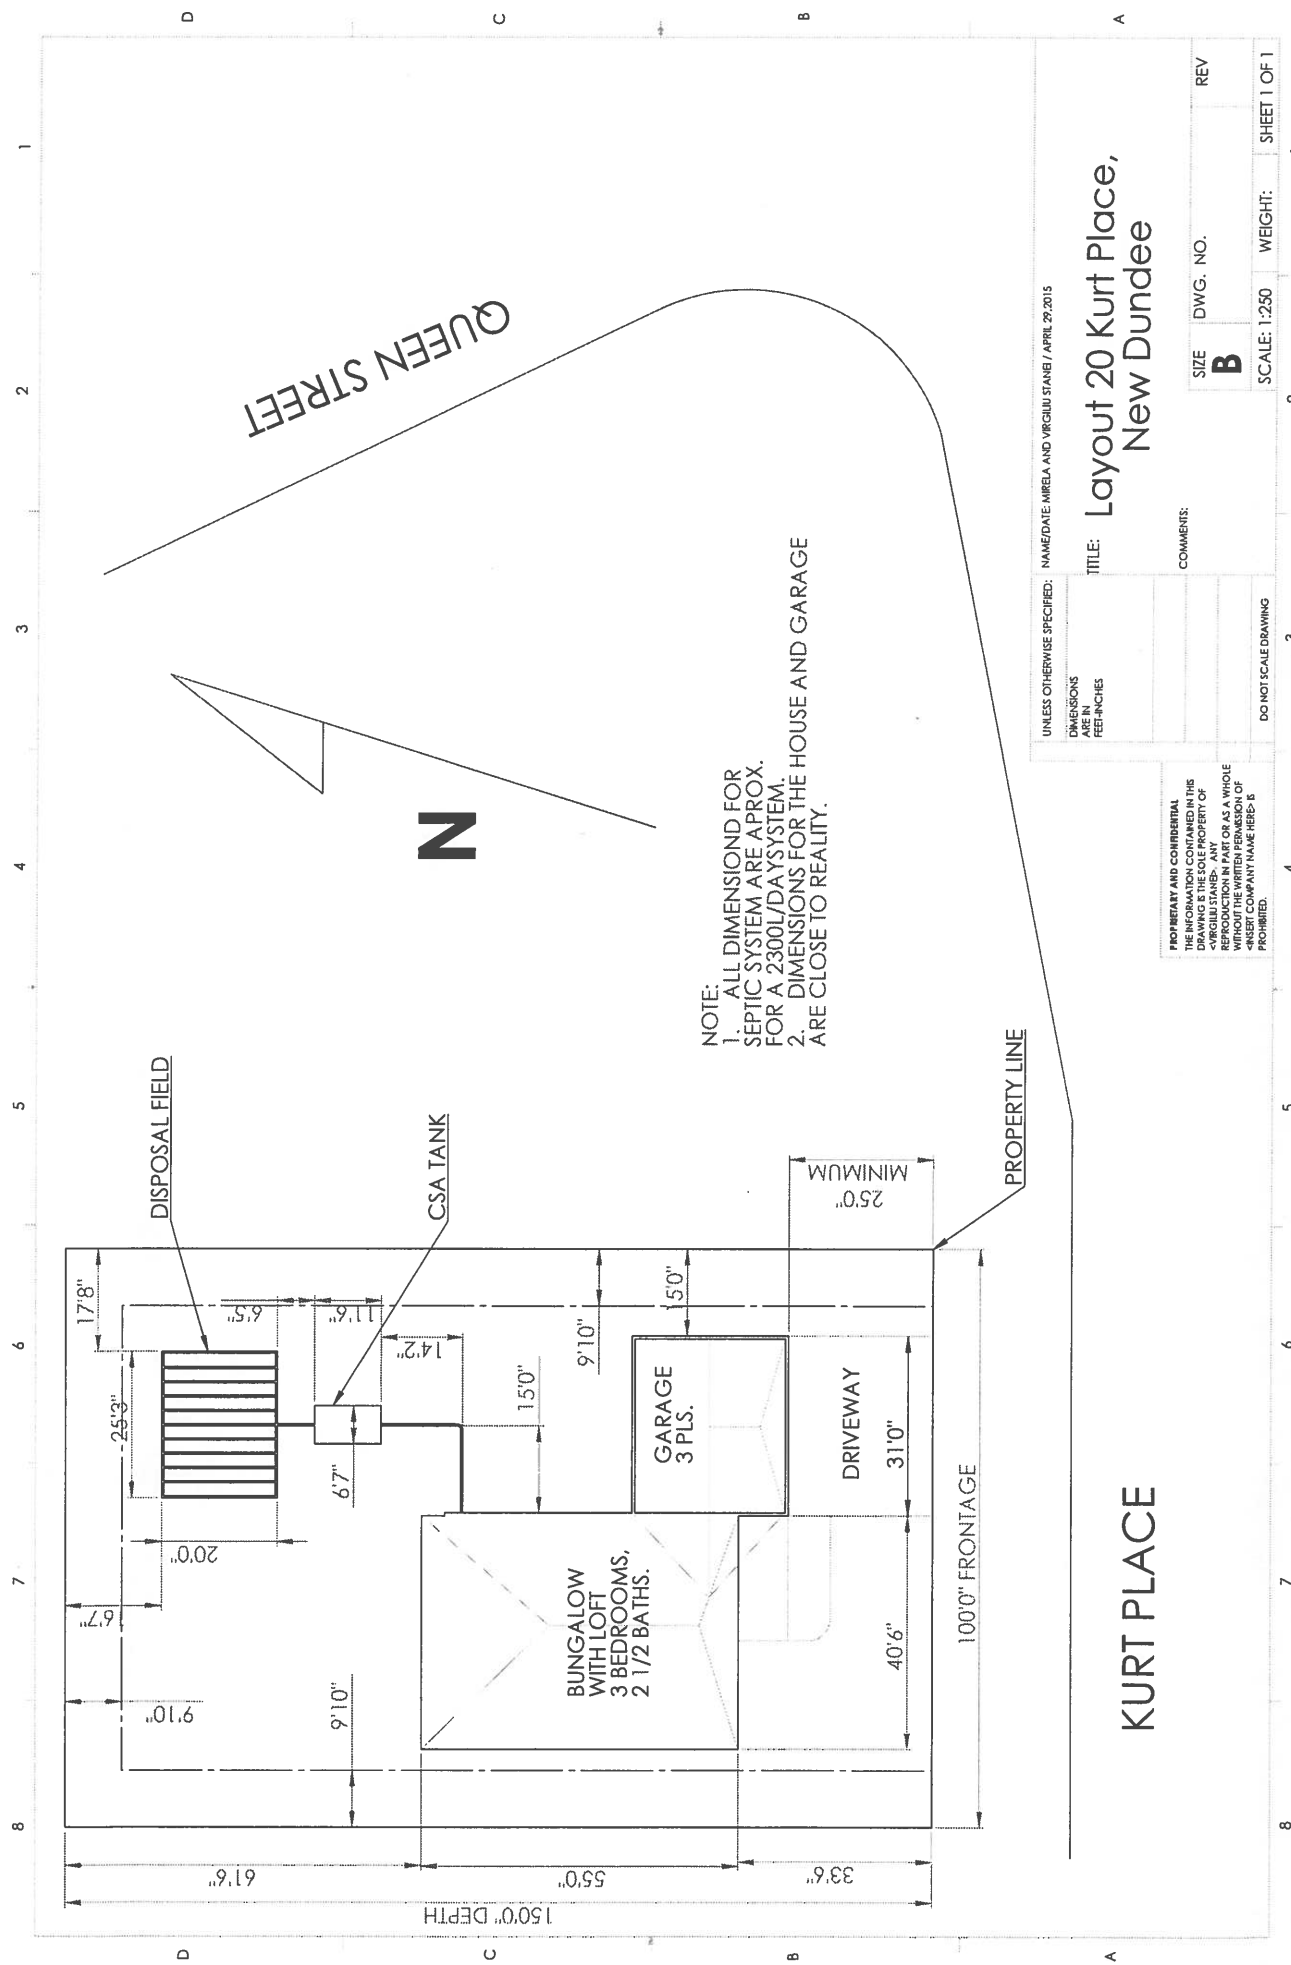 8
7
6
5
4
3
2
1
D
C
B
A
D
C
B
A
8
7
6
5
4
3
2
1
150'0" DEPTH
61'6"
55'0"
33'6"
9'10"
16'7"
20'0"
9'10"
25'3"
17'8"
6'5"
11'6"
14'2"
6'7"
15'0"
9'10"
15'0"
25'0"
MINIMUM
DISPOSAL FIELD
CSA TANK
PROPERTY LINE
BUNGALOW
WITH LOFT
3 BEDROOMS,
2 1/2 BATHS.
GARAGE
3 PLS.
DRIVEWAY
40'6"
31'0"
100'0" FRONTAGE
KURT PLACE
QUEEN STREET
N
NOTE:
1. ALL DIMENSIOND FOR
SEPTIC SYSTEM ARE APROX.
FOR A 2300L/DAYSYSTEM.
2. DIMENSIONS FOR THE HOUSE AND GARAGE
ARE CLOSE TO REALITY.
PROPRIETARY AND CONFIDENTIAL
THE INFORMATION CONTAINED IN THIS
DRAWING IS THE SOLE PROPERTY OF
<VIRGILIU STANEI>. ANY
REPRODUCTION IN PART OR AS A WHOLE
WITHOUT THE WRITTEN PERMISSION OF
<INSERT COMPANY NAME HERE> IS
PROHIBITED.
UNLESS OTHERWISE SPECIFIED:
DIMENSIONS
ARE IN
FEET-INCHES
DO NOT SCALE DRAWING
NAME/DATE: MIRELA AND VIRGILIU STANEI / APRIL 29,2015
TITLE: Layout 20 Kurt Place,
New Dundee
COMMENTS:
SIZE DWG. NO. REV
B
SCALE: 1:250 WEIGHT: SHEET 1 OF 1